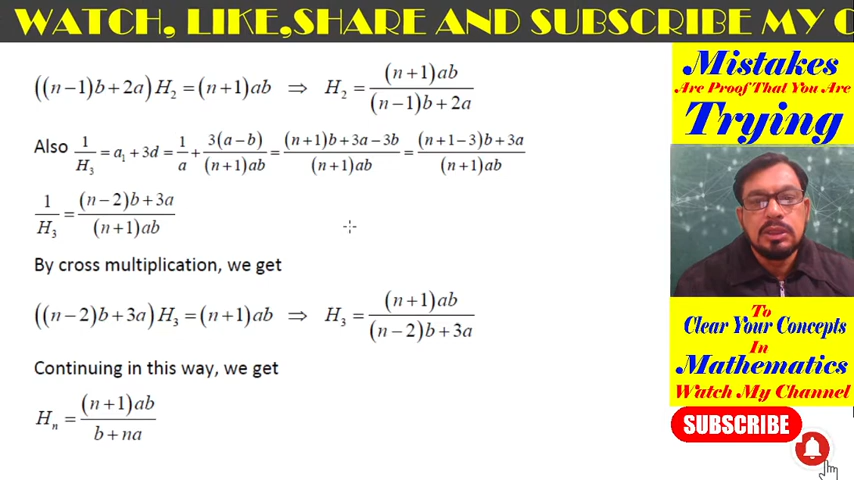 WATCH, LIKE,SHARE AND SUBSCRIBE MY C
((n−1)b+2a)H₂=(n+1)ab ⇒ H₂ = (n+1)ab / (n−1)b+2a
Also 1/H₃ = a₁+3d = 1/a + 3(a−b)/(n+1)ab = (n+1)b+3a−3b/(n+1)ab = (n+1−3)b+3a/(n+1)ab
1/H₃ = (n−2)b+3a/(n+1)ab
By cross multiplication, we get
((n−2)b+3a)H₃=(n+1)ab ⇒ H₃ = (n+1)ab / (n−2)b+3a
Continuing in this way, we get
Hₙ = (n+1)ab / b+na
Mistakes
Are Proof That You Are
Trying
To
Clear Your Concepts
In
Mathematics
Watch My Channel
SUBSCRIBE